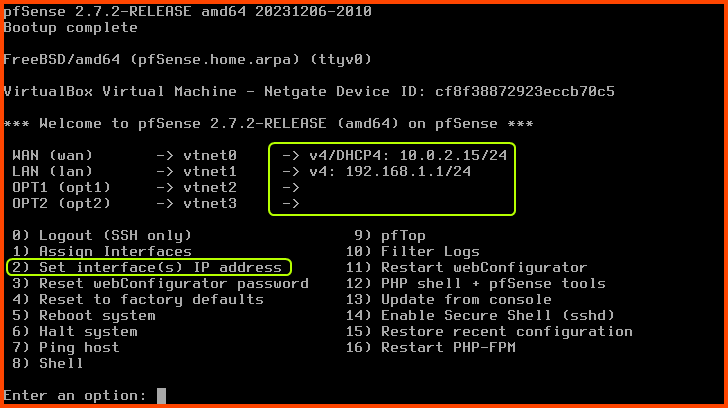 pfSense 2.7.2-RELEASE amd64 20231206-2010
Bootup complete
FreeBSD/amd64 (pfSense.home.arpa) (ttyv0)
VirtualBox Virtual Machine - Netgate Device ID: cf8f38872923eccb70c5
*** Welcome to pfSense 2.7.2-RELEASE (amd64) on pfSense ***
WAN (wan) -> vtnet0 -> v4/DHCP4: 10.0.2.15/24
LAN (lan) -> vtnet1 -> v4: 192.168.1.1/24
OPT1 (opt1) -> vtnet2 ->
OPT2 (opt2) -> vtnet3 ->
0) Logout (SSH only) 9) pfTop
1) Assign Interfaces 10) Filter Logs
2) Set interface(s) IP address 11) Restart webConfigurator
3) Reset webConfigurator password 12) PHP shell + pfSense tools
4) Reset to factory defaults 13) Update from console
5) Reboot system 14) Enable Secure Shell (sshd)
6) Halt system 15) Restore recent configuration
7) Ping host 16) Restart PHP-FPM
8) Shell
Enter an option: